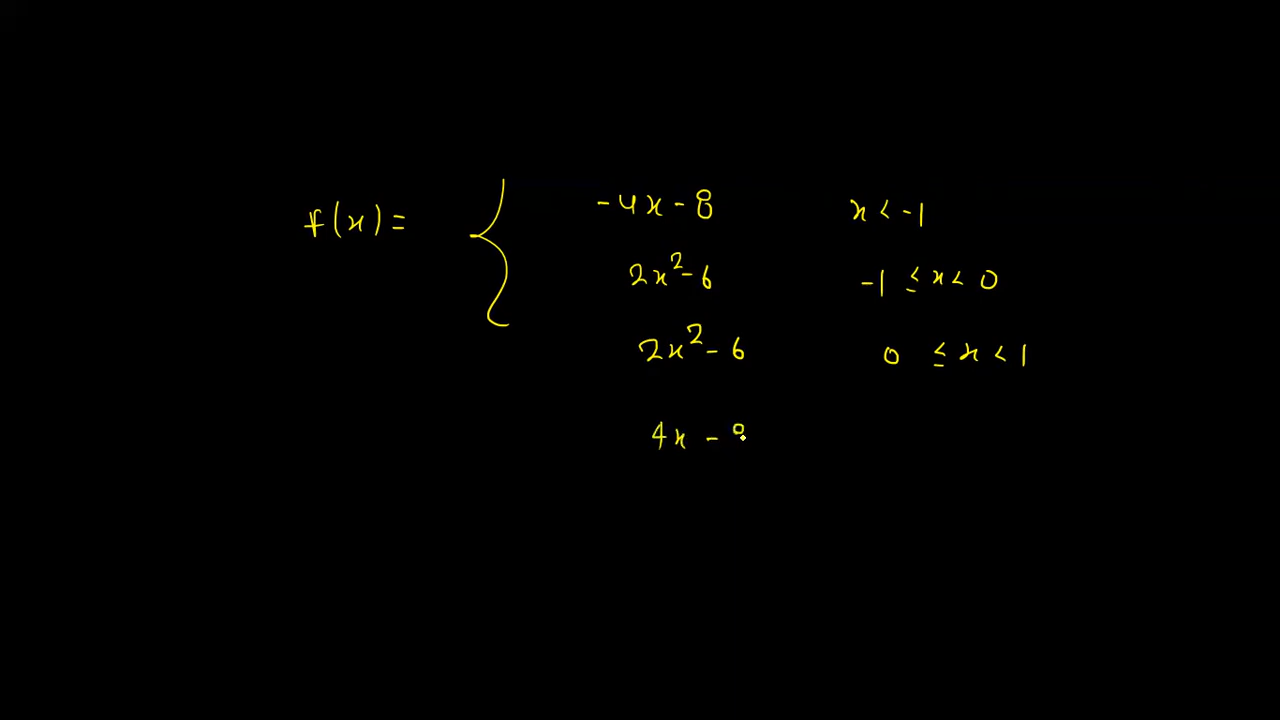 f(x) = { -4x - 8 x < -1
2x² - 6 -1 ≤ x < 0
2x² - 6 0 ≤ x < 1
4x -